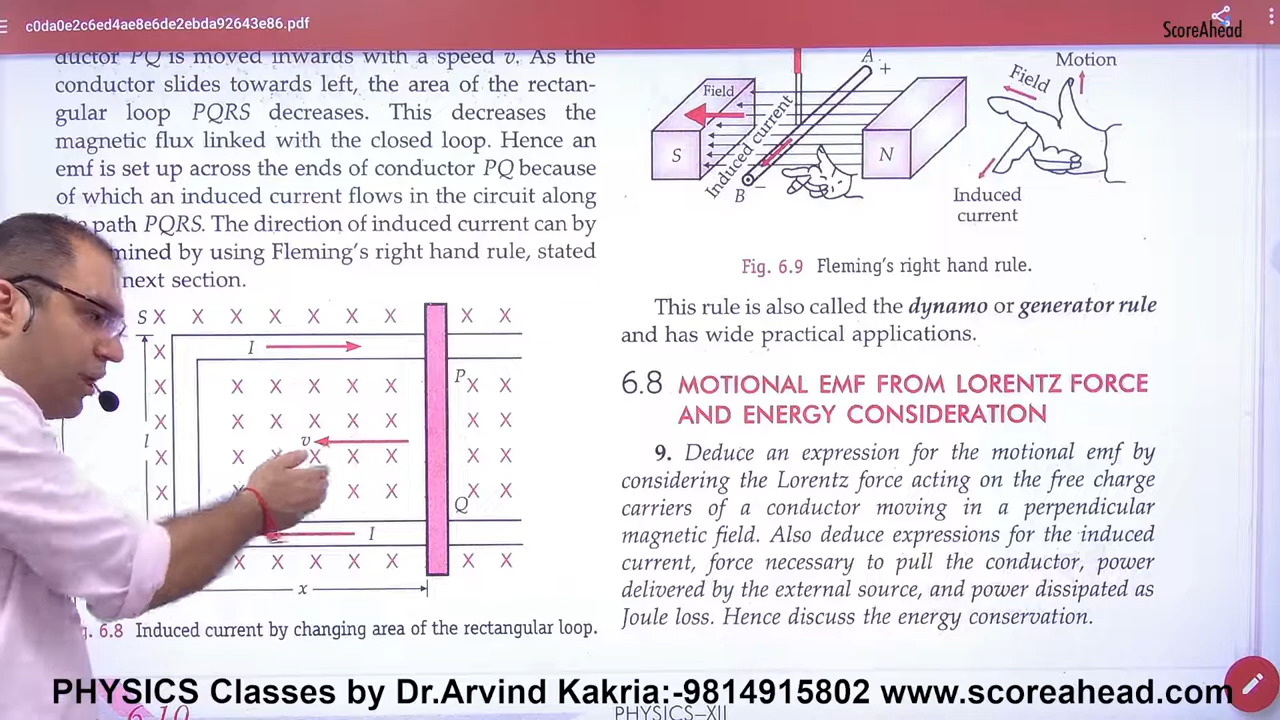 c0da0e2c6ed4ae8e6de2ebda92643e86.pdf
ScoreAhead
ductor PQ is moved inwards with a speed v. As the
conductor slides towards left, the area of the rectan-
gular loop PQRS decreases. This decreases the
magnetic flux linked with the closed loop. Hence an
emf is set up across the ends of conductor PQ because
of which an induced current flows in the circuit along
path PQRS. The direction of induced current can by
mined by using Fleming's right hand rule, stated
next section.
S X X X X X X X X X
X
I
X X X X X X P X X X
X X X X X X X X
l
v
X X X X X X X
X X X X Q X X
I
X X X X X X X
x
6.8 Induced current by changing area of the rectangular loop.
Field
Induced current
A +
S
N
B −
Field
Motion
Induced
current
Fig. 6.9 Fleming's right hand rule.
This rule is also called the dynamo or generator rule
and has wide practical applications.
6.8 MOTIONAL EMF FROM LORENTZ FORCE
AND ENERGY CONSIDERATION
9. Deduce an expression for the motional emf by
considering the Lorentz force acting on the free charge
carriers of a conductor moving in a perpendicular
magnetic field. Also deduce expressions for the induced
current, force necessary to pull the conductor, power
delivered by the external source, and power dissipated as
Joule loss. Hence discuss the energy conservation.
PHYSICS Classes by Dr.Arvind Kakria:-9814915802 www.scoreahead.com
6.10
PHYSICS–XII